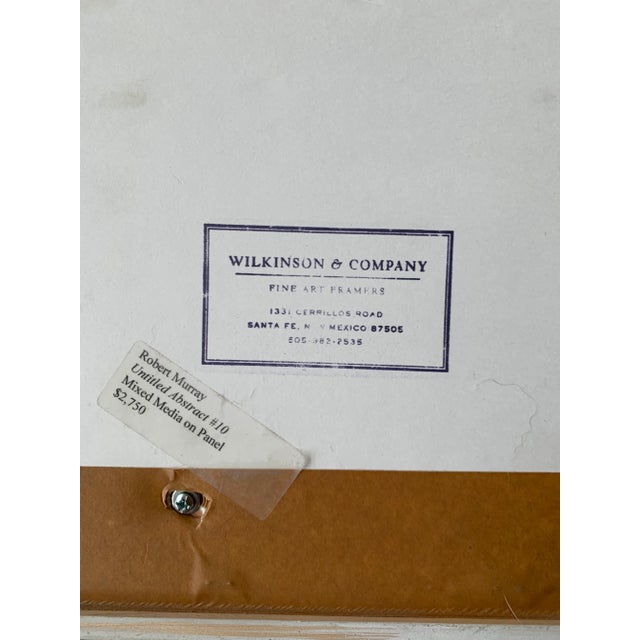 WILKINSON & COMPANY
FINE ART FRAMERS
1331 CERRILLOS ROAD
SANTA FE, MEXICO 87505
505-982-2535
Robert Murray
Untitled Abstract #10
Mixed Media on Panel
$2,750